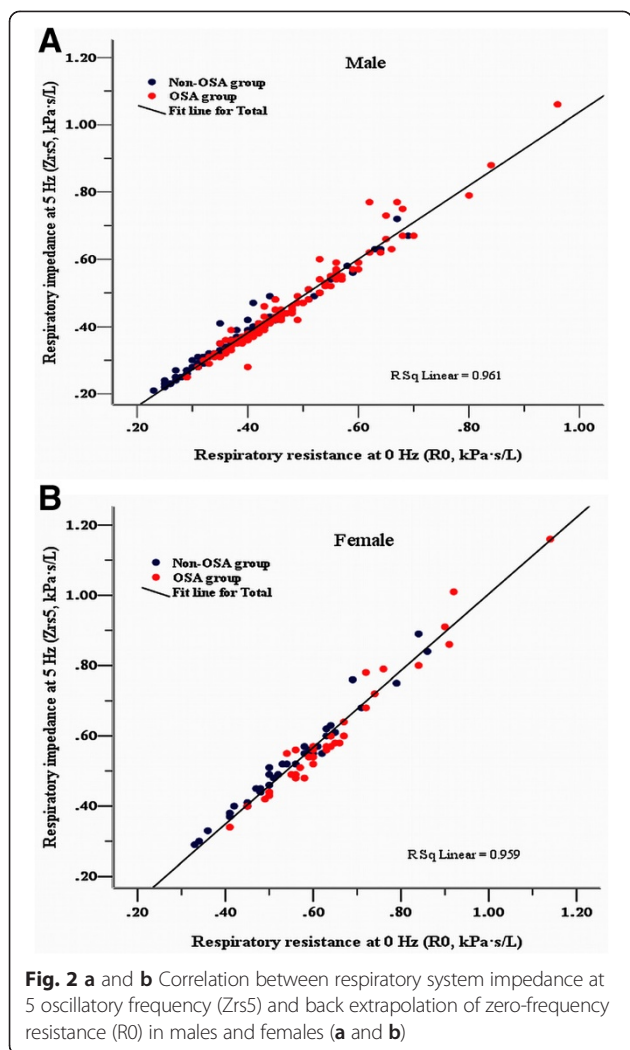 A
Male
Non-OSA group
OSA group
Fit line for Total
Respiratory impedance at 5 Hz (Zrs5, kPa·s/L)
1.20
1.00
.80
.60
.40
.20
R Sq Linear = 0.961
.20 .40 .60 .80 1.00
Respiratory resistance at 0 Hz (R0, kPa·s/L)
B
Female
Non-OSA group
OSA group
Fit line for Total
Respiratory impedance at 5 Hz (Zrs5, kPa·s/L)
1.20
1.00
.80
.60
.40
.20
R Sq Linear = 0.959
.20 .40 .60 .80 1.00 1.20
Respiratory resistance at 0 Hz (R0, kPa·s/L)
Fig. 2 a and b Correlation between respiratory system impedance at
5 oscillatory frequency (Zrs5) and back extrapolation of zero-frequency
resistance (R0) in males and females (a and b)